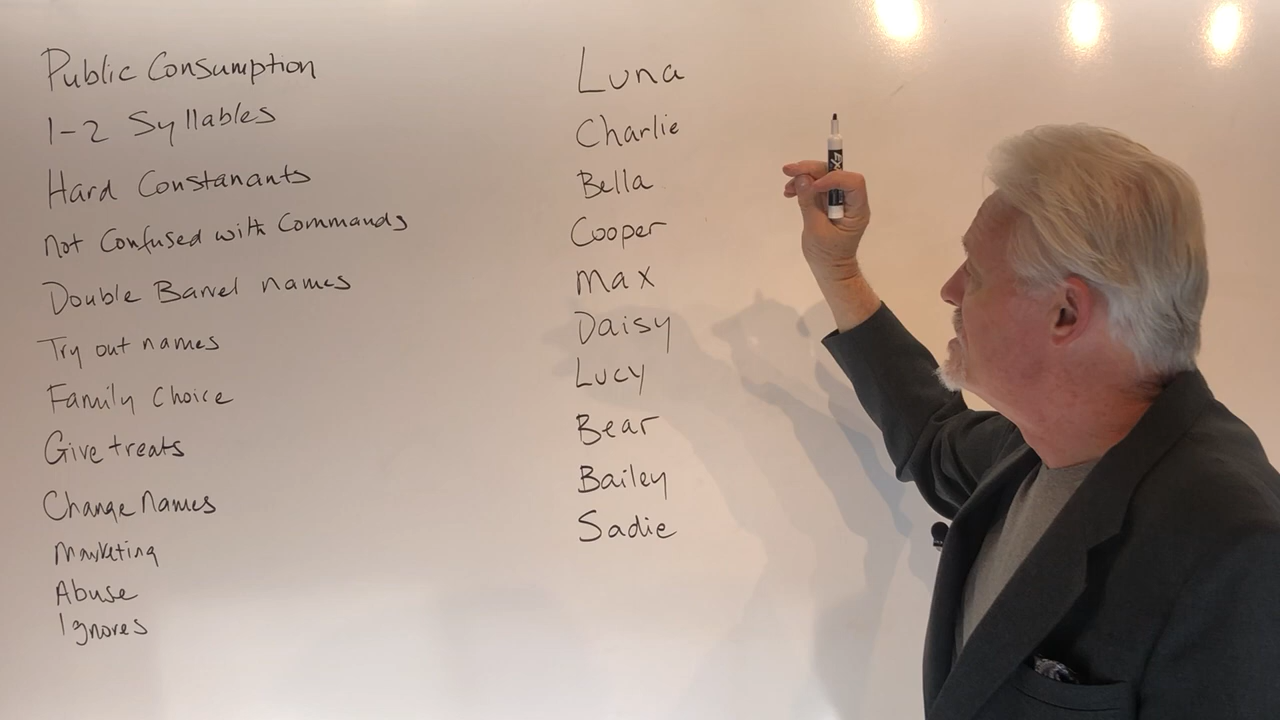 Public Consumption
1-2 Syllables
Hard Constanants
Not Confused with Commands
Double Barrel names
Try out names
Family Choice
Give treats
Change Names
Marketing
Abuse
Ignores
Luna
Charlie
Bella
Cooper
Max
Daisy
Lucy
Bear
Bailey
Sadie